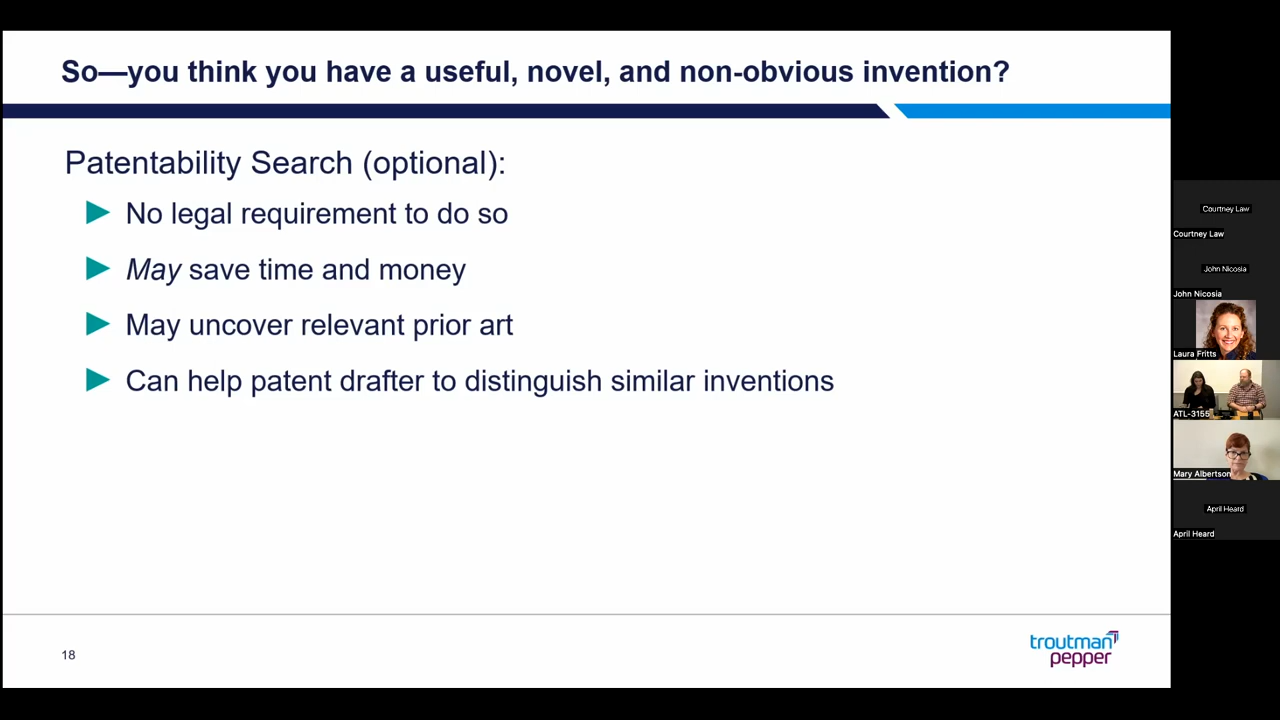 So—you think you have a useful, novel, and non-obvious invention?
Patentability Search (optional):
No legal requirement to do so
May save time and money
May uncover relevant prior art
Can help patent drafter to distinguish similar inventions
18
troutman
pepper
Courtney Law
Courtney Law
John Nicosia
John Nicosia
Laura Fritts
ATL-3155
Mary Albertson
April Heard
April Heard